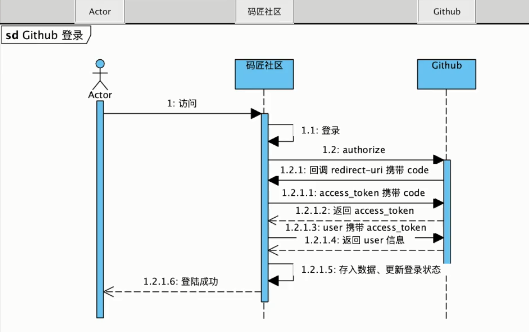 Actor 码匠社区 Github
sd Github 登录
码匠社区 Github
Actor
1: 访问
1.1: 登录
1.2: authorize
1.2.1: 回调 redirect-uri 携带 code
1.2.1.1: access_token 携带 code
1.2.1.2: 返回 access_token
1.2.1.3: user 携带 access_token
1.2.1.4: 返回 user 信息
1.2.1.5: 存入数据、更新登录状态
1.2.1.6: 登陆成功